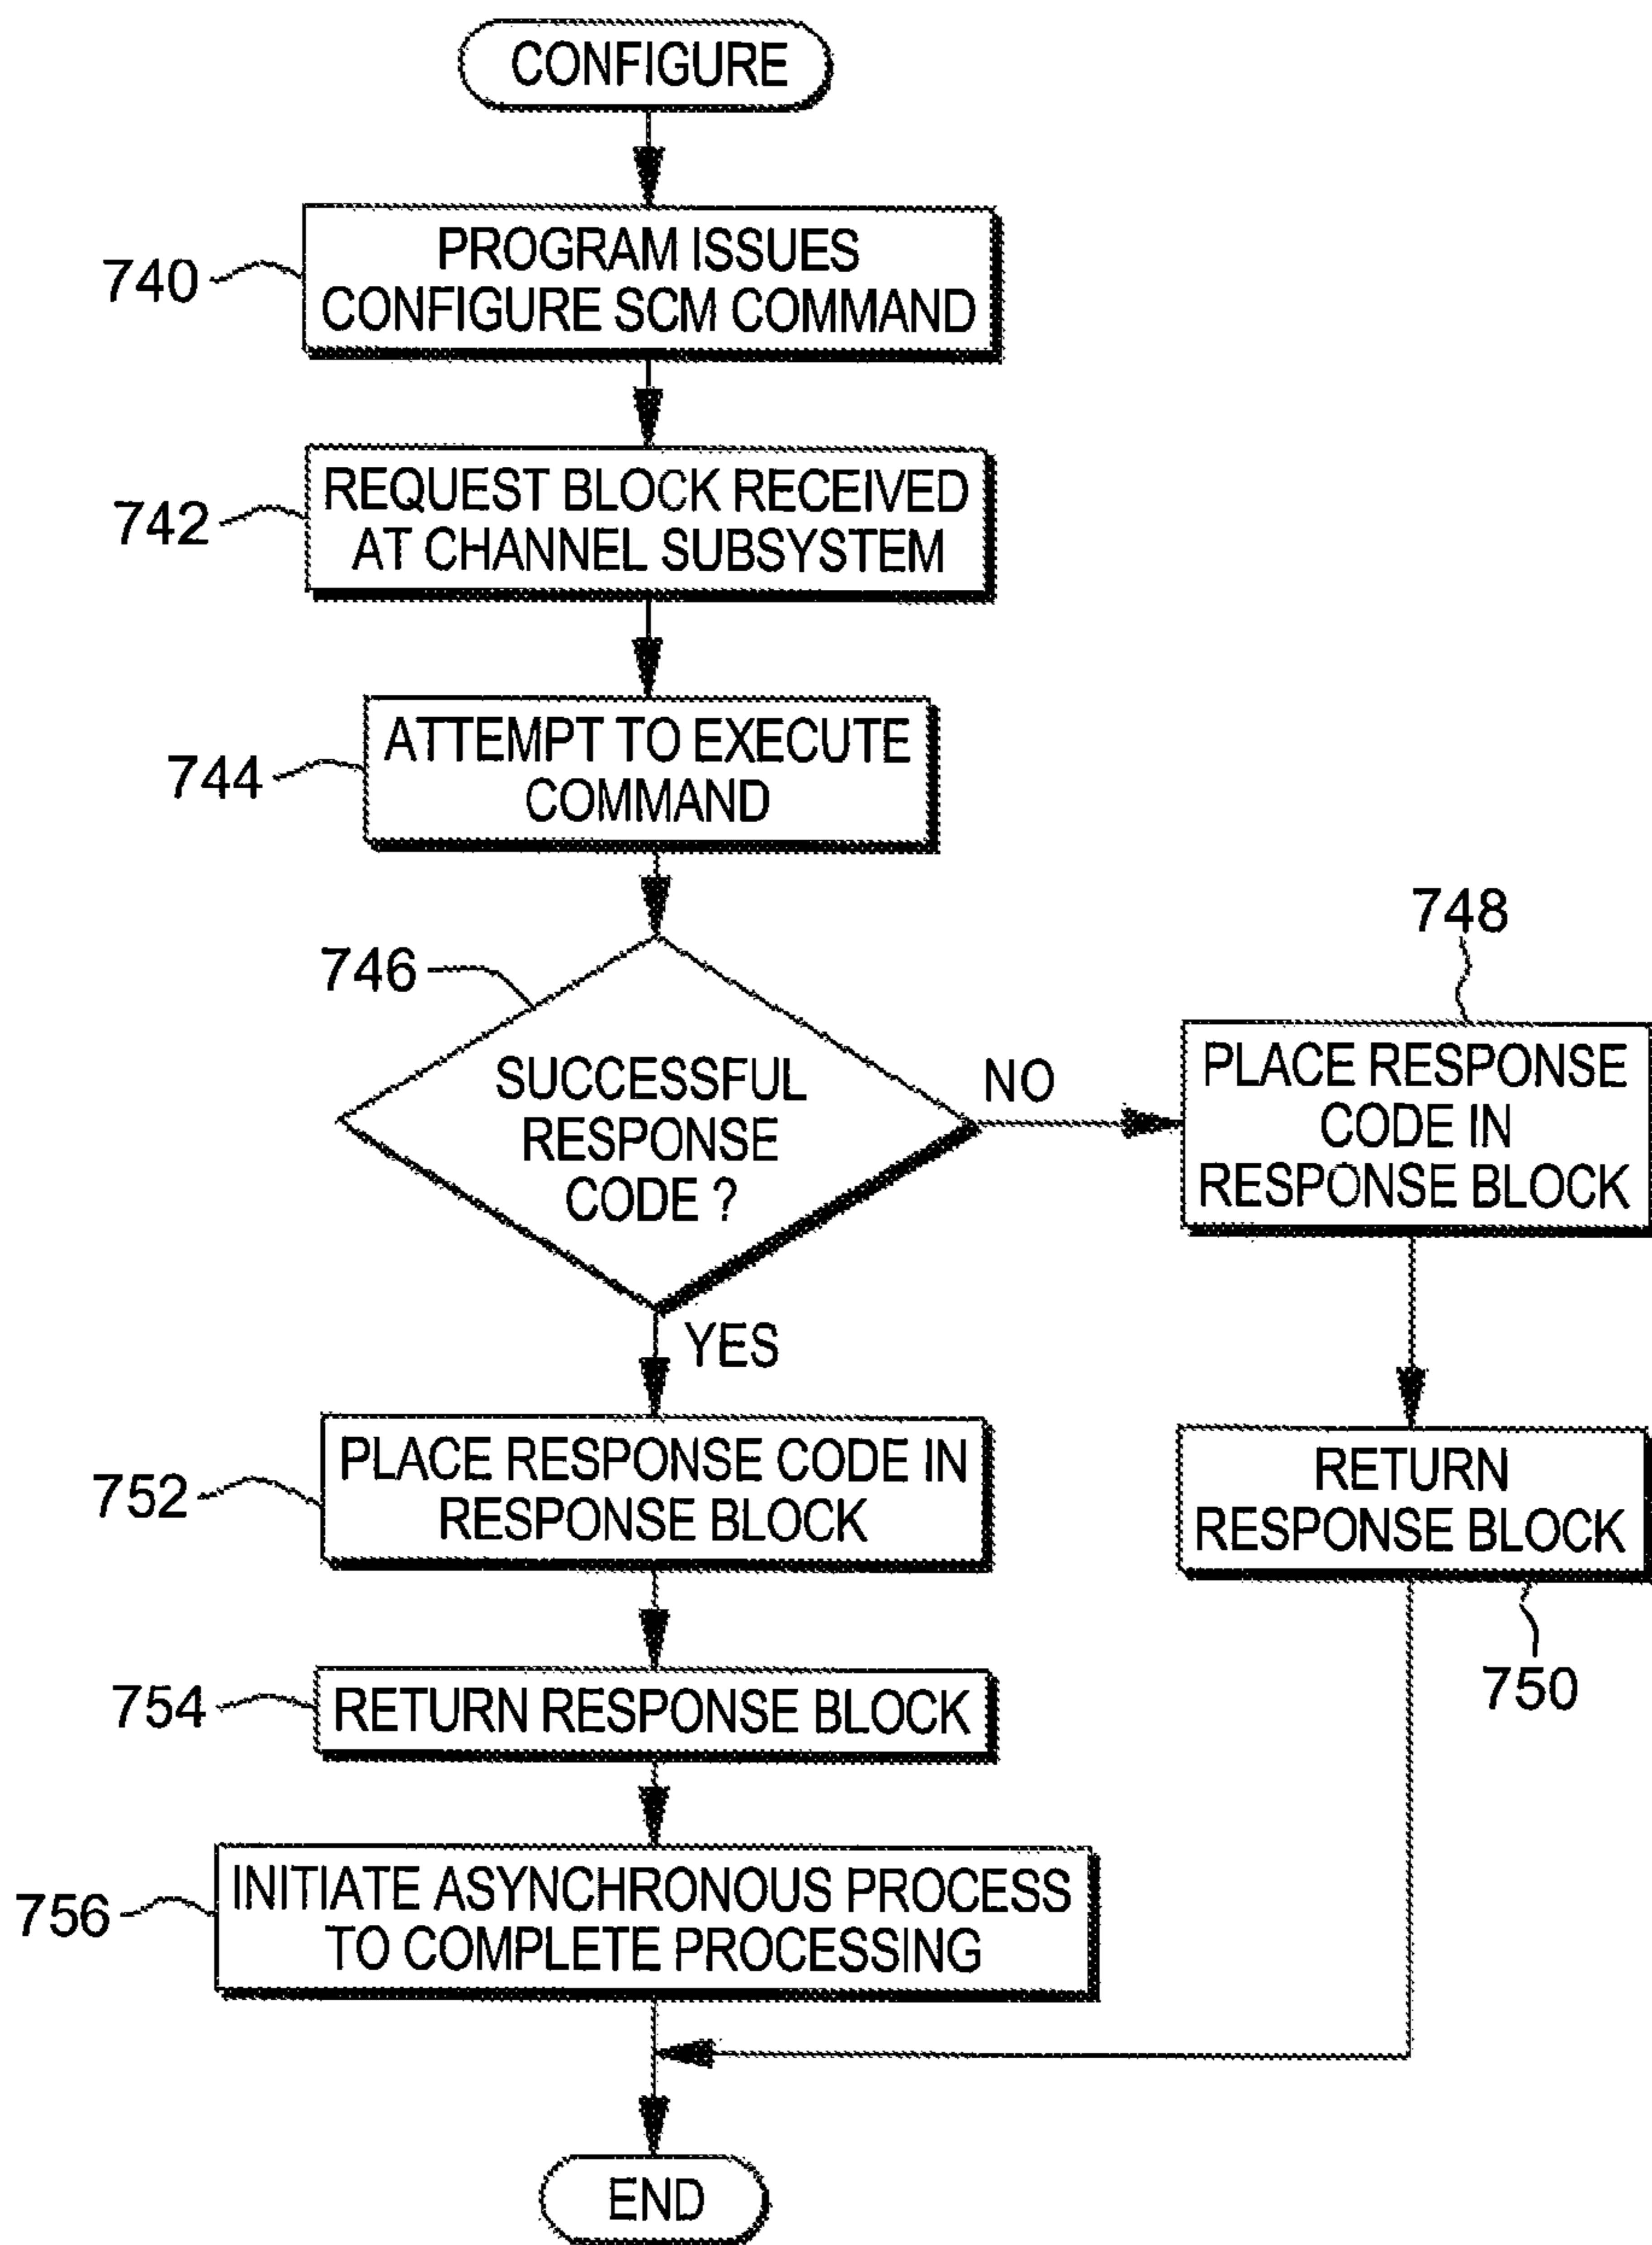 CONFIGURE
740
PROGRAM ISSUES
CONFIGURE SCM COMMAND
742
REQUEST BLOCK RECEIVED
AT CHANNEL SUBSYSTEM
744
ATTEMPT TO EXECUTE
COMMAND
746
SUCCESSFUL
RESPONSE
CODE ?
NO
748
PLACE RESPONSE
CODE IN
RESPONSE BLOCK
RETURN
RESPONSE BLOCK
750
YES
752
PLACE RESPONSE CODE IN
RESPONSE BLOCK
754
RETURN RESPONSE BLOCK
756
INITIATE ASYNCHRONOUS PROCESS
TO COMPLETE PROCESSING
END